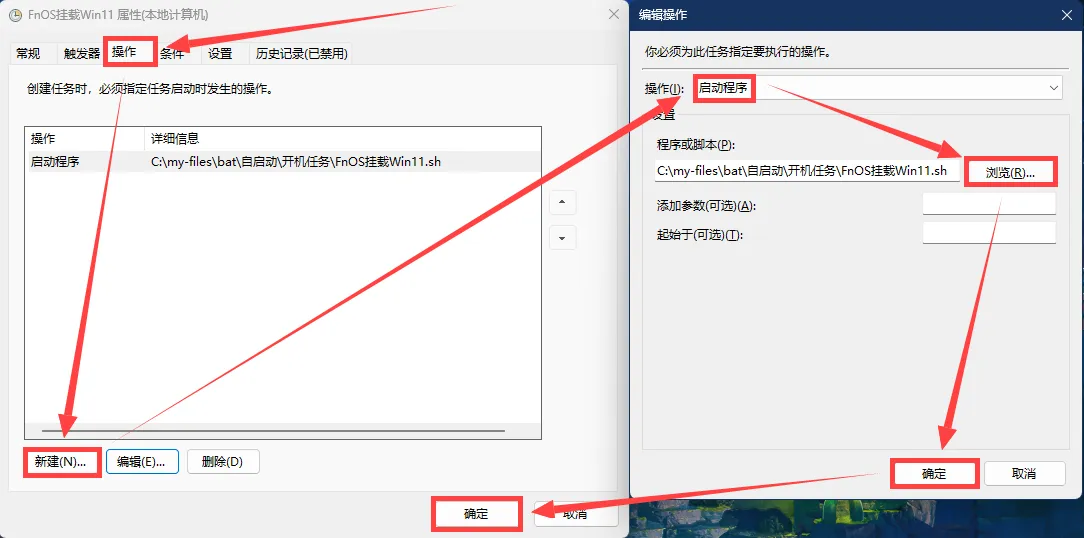 FnOS挂载Win11 属性(本地计算机)
常规 触发器 操作 条件 设置 历史记录(已禁用)
创建任务时，必须指定任务启动时发生的操作。
操作 详细信息
启动程序 C:\my-files\bat\自启动\开机任务\FnOS挂载Win11.sh
新建(N)... 编辑(E)... 删除(D)
确定 取消
编辑操作
你必须为此任务指定要执行的操作。
操作(I): 启动程序
设置
程序或脚本(P):
C:\my-files\bat\自启动\开机任务\FnOS挂载Win11.sh 浏览(R)...
添加参数(可选)(A):
起始于(可选)(T):
确定 取消